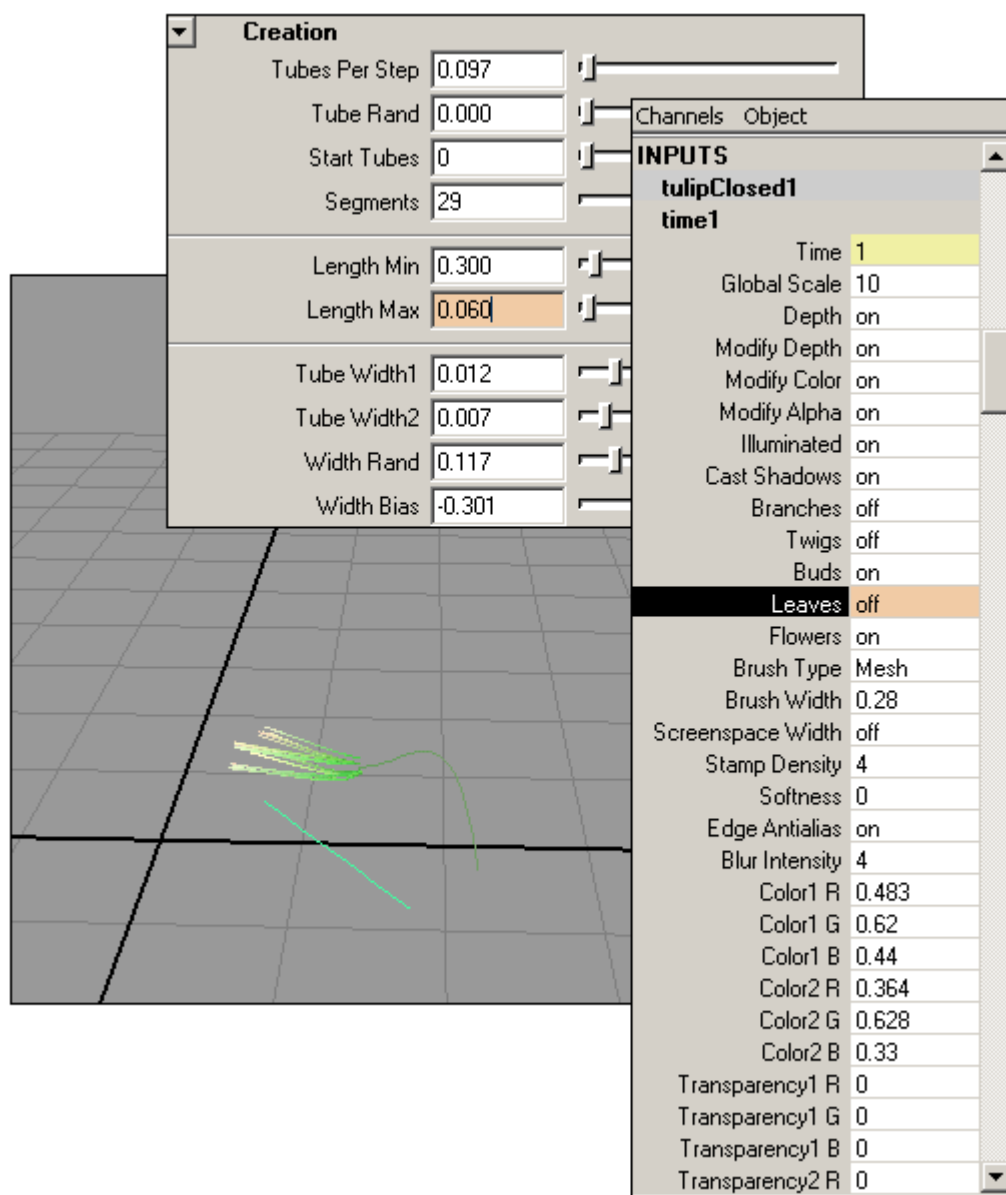 Creation
Tubes Per Step 0.097
Tube Rand 0.000
Start Tubes 0
Segments 29
Length Min 0.300
Length Max 0.060
Tube Width1 0.012
Tube Width2 0.007
Width Rand 0.117
Width Bias -0.301
Channels Object
INPUTS
tulipClosed1
time1
Time 1
Global Scale 10
Depth on
Modify Depth on
Modify Color on
Modify Alpha on
Illuminated on
Cast Shadows on
Branches off
Twigs off
Buds on
Leaves off
Flowers on
Brush Type Mesh
Brush Width 0.28
Screenspace Width off
Stamp Density 4
Softness 0
Edge Antialias on
Blur Intensity 4
Color1 R 0.483
Color1 G 0.62
Color1 B 0.44
Color2 R 0.364
Color2 G 0.628
Color2 B 0.33
Transparency1 R 0
Transparency1 G 0
Transparency1 B 0
Transparency2 R 0